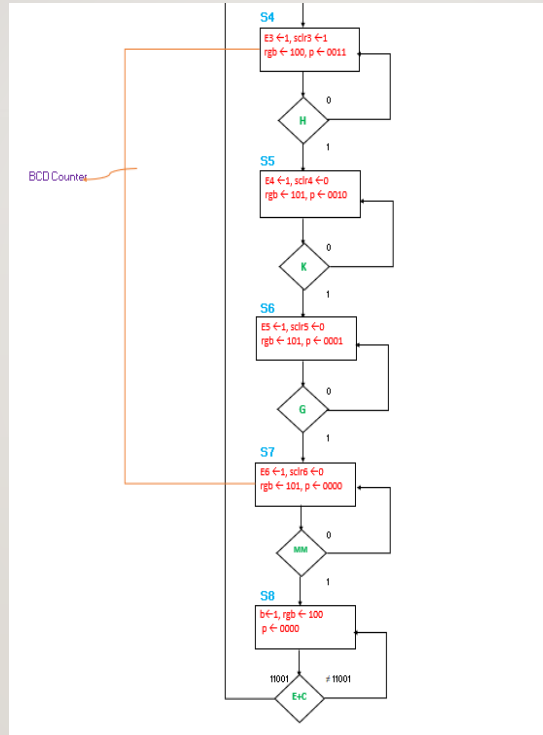 S4
E3 ←1, sclr3 ←1
rgb ← 100, p ← 0011
0
H
1
BCD Counter
S5
E4 ←1, sclr4 ←0
rgb ← 101, p ←0010
0
K
1
S6
E5 ←1, sclr5 ←0
rgb ← 101, p ← 0001
0
G
1
S7
E6 ←1, sclr6 ←0
rgb ← 101, p ← 0000
0
MM
1
S8
b←1, rgb ← 100
p ← 0000
11001 ≠ 11001
E+C